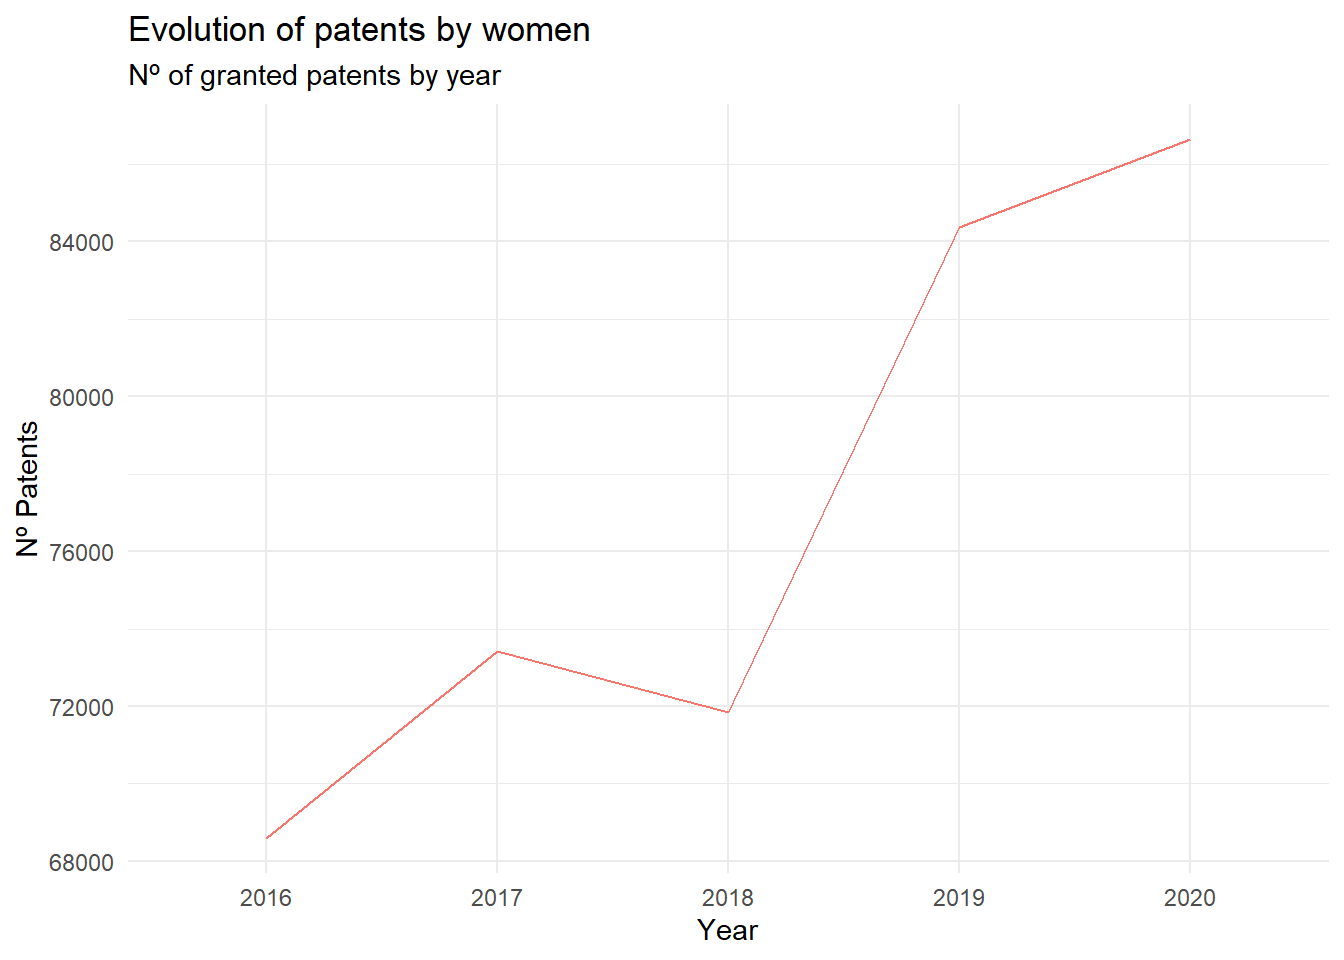 Evolution of patents by women
Nº of granted patents by year
Nº Patents
84000
80000
76000
72000
68000
2016 2017 2018 2019 2020
Year